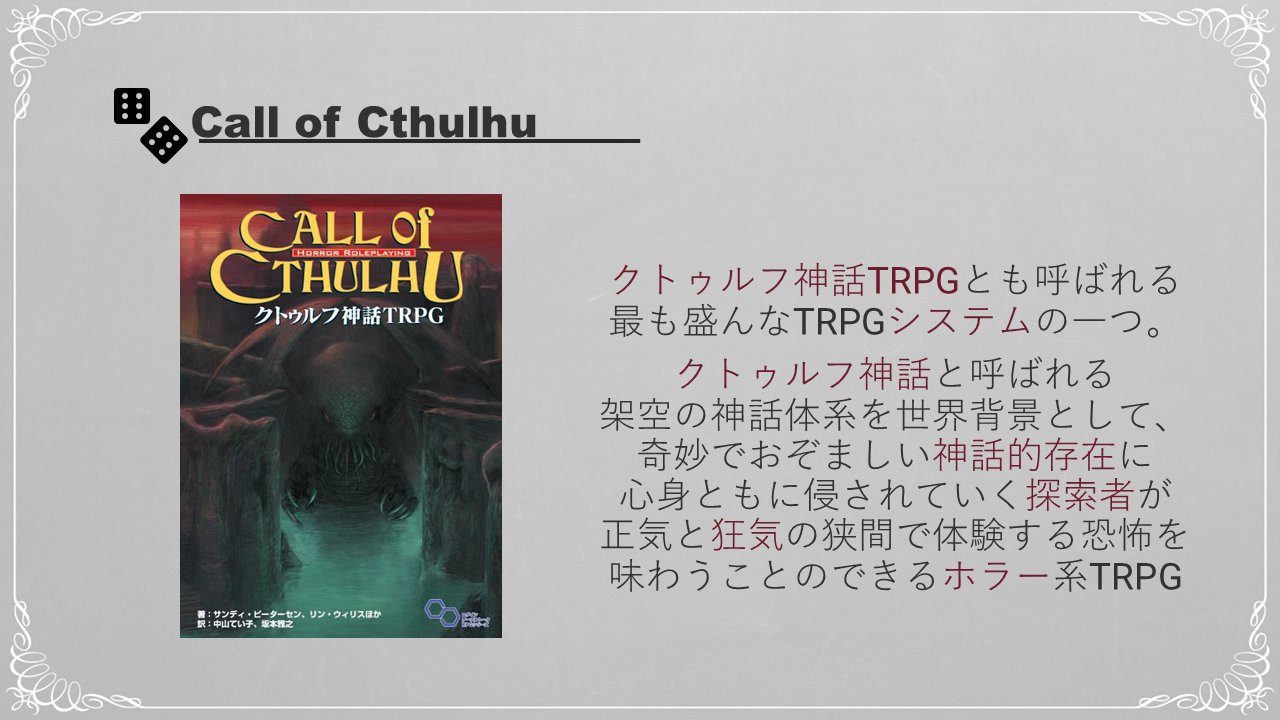 Call of Cthulhu
CALL of
HORROR ROLEPLAYING
CTHULHU
クトゥルフ神話TRPG
著：サンディ・ピーターセン、リン・ウィリスほか
訳：中山てい子、坂本雅之
クトゥルフ神話TRPGとも呼ばれる
最も盛んなTRPGシステムの一つ。
クトゥルフ神話と呼ばれる
架空の神話体系を世界背景として、
奇妙でおぞましい神話的存在に
心身ともに侵されていく探索者が
正気と狂気の狭間で体験する恐怖を
味わうことのできるホラー系TRPG